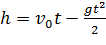 h = v₀t − gt²/2